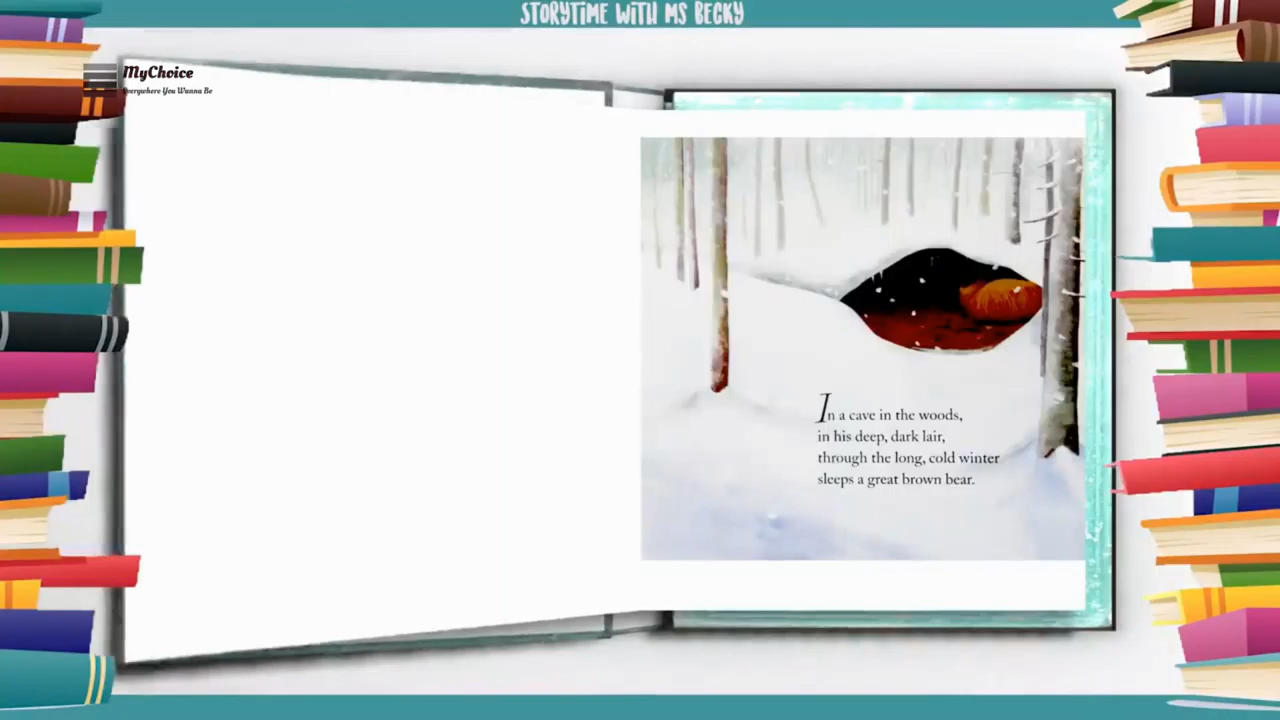 STORYTIME WITH MS BECKY
MyChoice
Everywhere You Wanna Be
In a cave in the woods,
in his deep, dark lair,
through the long, cold winter
sleeps a great brown bear.